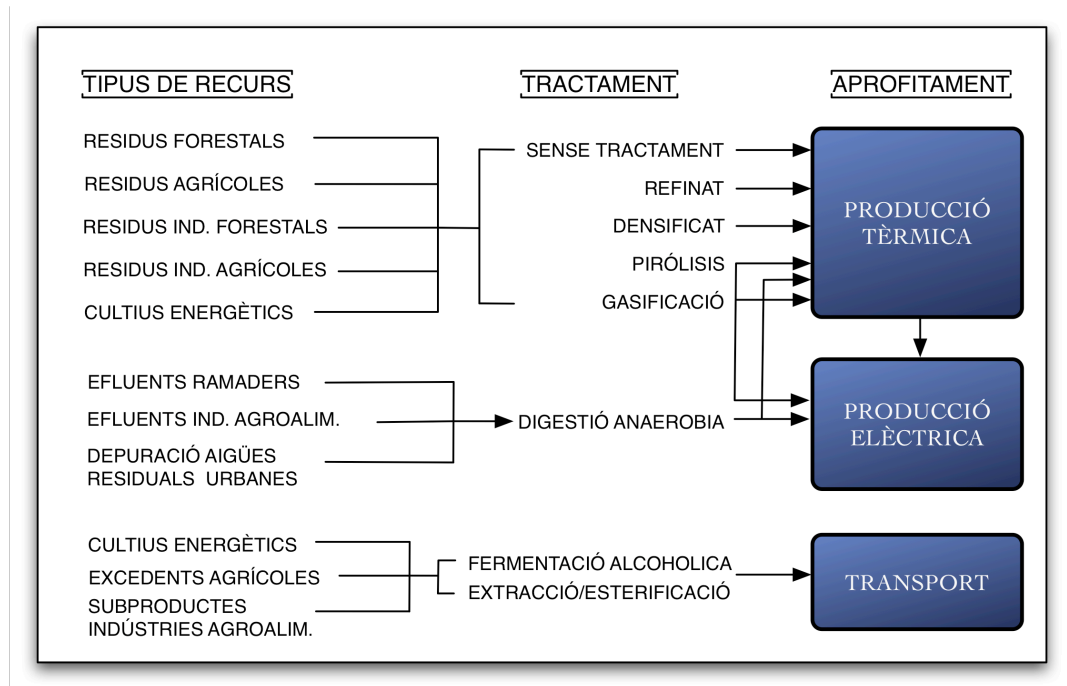 TIPUS DE RECURS
TRACTAMENT
APROFITAMENT
RESIDUS FORESTALS
RESIDUS AGRÍCOLES
RESIDUS IND. FORESTALS
RESIDUS IND. AGRÍCOLES
CULTIUS ENERGÈTICS
SENSE TRACTAMENT
REFINAT
DENSIFICAT
PIRÓLISIS
GASIFICACIÓ
PRODUCCIÓ
TÈRMICA
EFLUENTS RAMADERS
EFLUENTS IND. AGROALIM.
DEPURACIÓ AIGÜES
RESIDUALS URBANES
DIGESTIÓ ANAEROBIA
PRODUCCIÓ
ELÈCTRICA
CULTIUS ENERGÈTICS
EXCEDENTS AGRÍCOLES
SUBPRODUCTES
INDÚSTRIES AGROALIM.
FERMENTACIÓ ALCOHOLICA
EXTRACCIÓ/ESTERIFICACIÓ
TRANSPORT